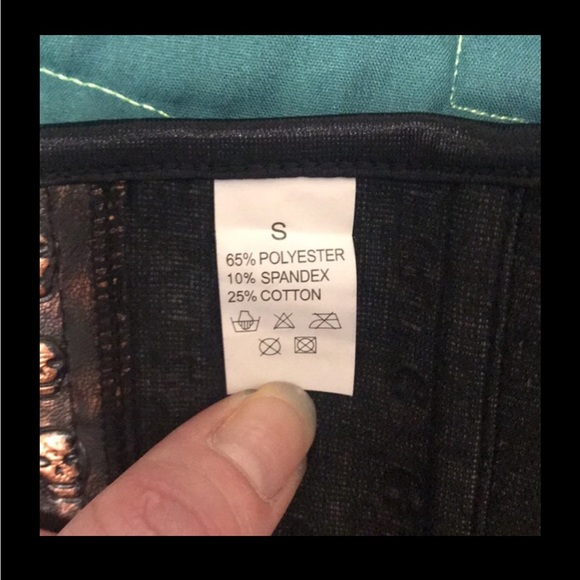 S
65% POLYESTER
10% SPANDEX
25% COTTON